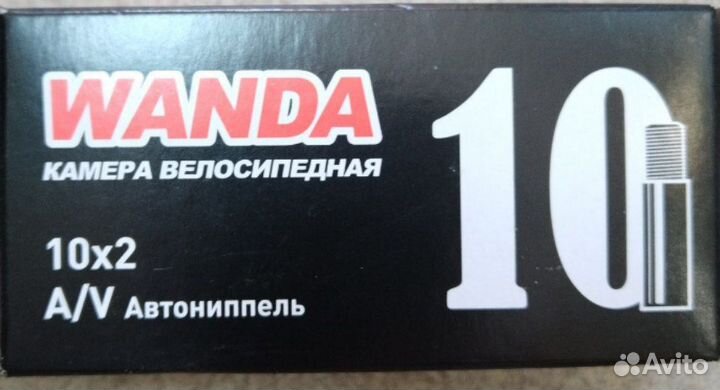 WANDA
КАМЕРА ВЕЛОСИПЕДНАЯ
10
10x2
A/V Автониппель
Avito